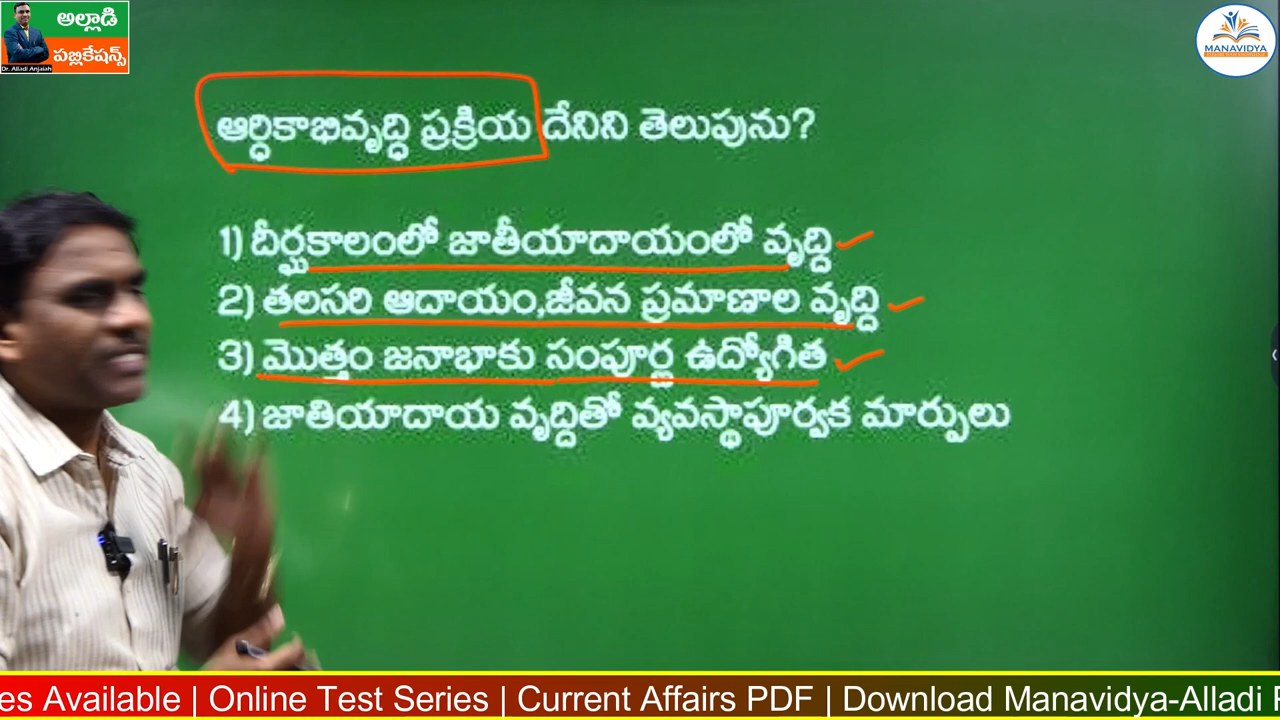 అల్లాడి
పబ్లికేషన్స్
Dr. Alladi Anjaiah
MANAVIDYA
ఆర్ధికాభివృద్ధి ప్రక్రియ దేనిని తెలుపును?
1) దీర్ఘకాలంలో జాతీయాదాయంలో వృద్ది
2) తలసరి ఆదాయం,జీవన ప్రమాణాల వృద్ది
3) మొత్తం జనాభాకు సంపూర్ణ ఉద్యోగిత
4) జాతియాదాయ వృద్దితో వ్యవస్థాపూర్వక మార్పులు
es Available | Online Test Series | Current Affairs PDF | Download Manavidya-Alladi